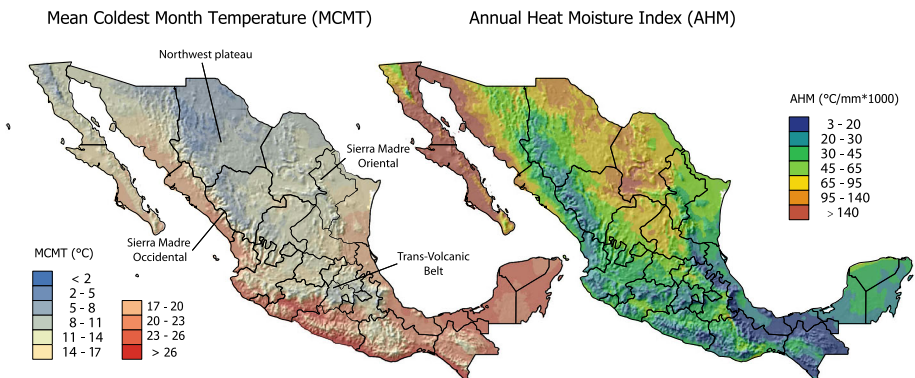 Mean Coldest Month Temperature (MCMT)
Annual Heat Moisture Index (AHM)
Northwest plateau
Sierra Madre
Oriental
Sierra Madre
Occidental
Trans-Volcanic
Belt
MCMT (°C)
< 2
2 - 5
5 - 8
8 - 11
11 - 14
14 - 17
17 - 20
20 - 23
23 - 26
> 26
AHM (°C/mm*1000)
3 - 20
20 - 30
30 - 45
45 - 65
65 - 95
95 - 140
> 140